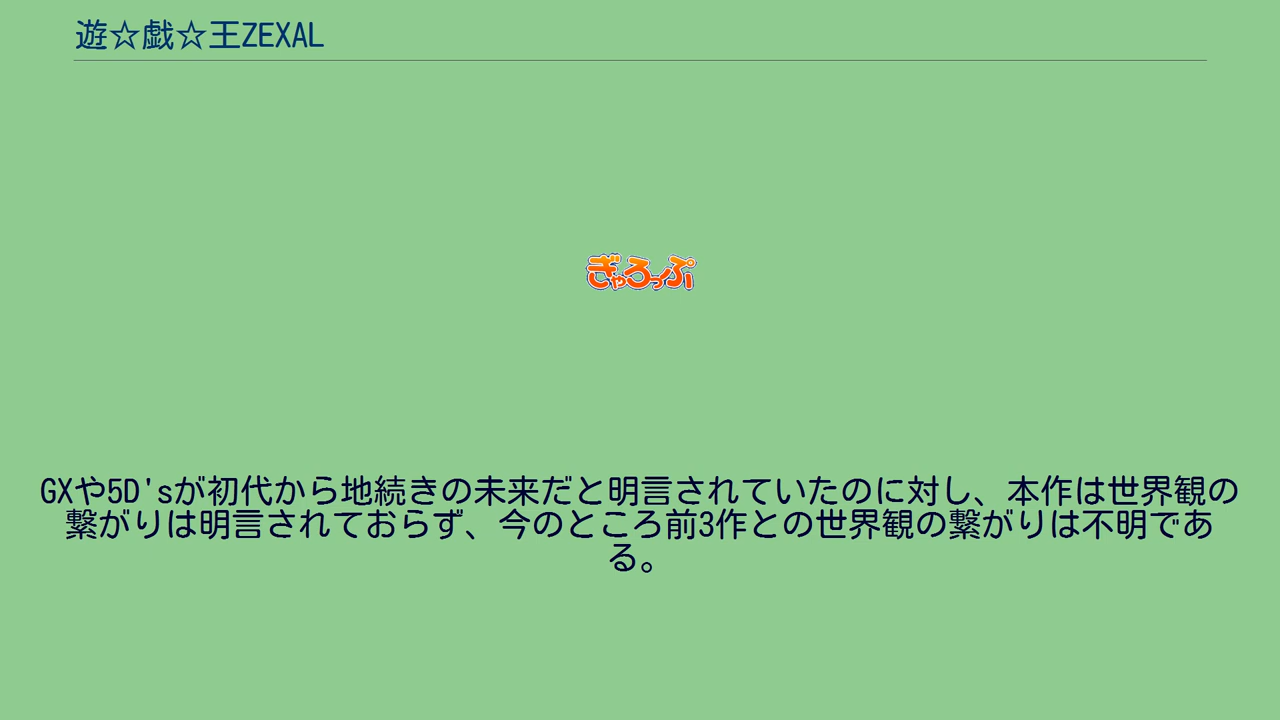 遊☆戯☆王ZEXAL
ぎゃろっぷ
GXや5D'sが初代から地続きの未来だと明言されていたのに対し、本作は世界観の
繋がりは明言されておらず、今のところ前3作との世界観の繋がりは不明であ
る。